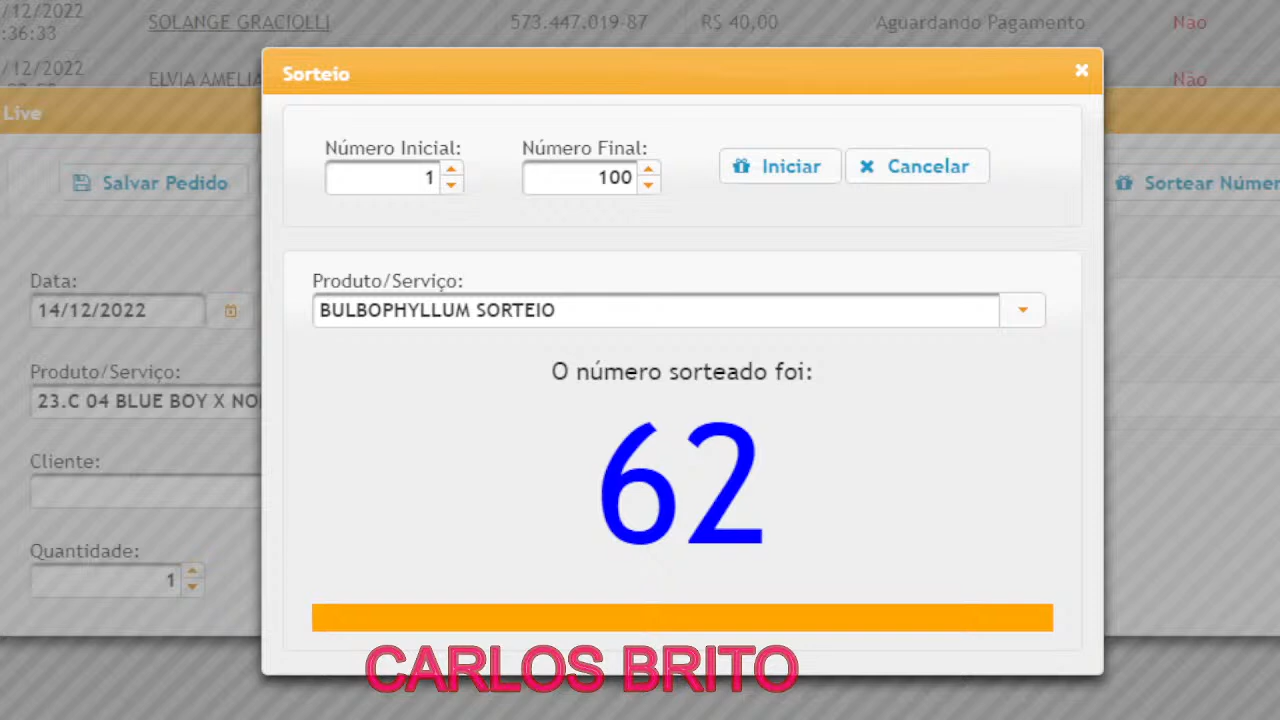 /12/2022 SOLANGE GRACIOLLI 573.447.019-87 R$ 40,00 Aguardando Pagamento Não
:36:33
/12/2022 ELVIA AMELIA Não
Live
Sorteio
Número Inicial: Número Final:
1 100 Iniciar Cancelar
Salvar Pedido Sortear Númer
Data:
14/12/2022
Produto/Serviço:
BULBOPHYLLUM SORTEIO
Produto/Serviço:
23.C 04 BLUE BOY X NO
O número sorteado foi:
62
Cliente:
Quantidade:
1
CARLOS BRITO